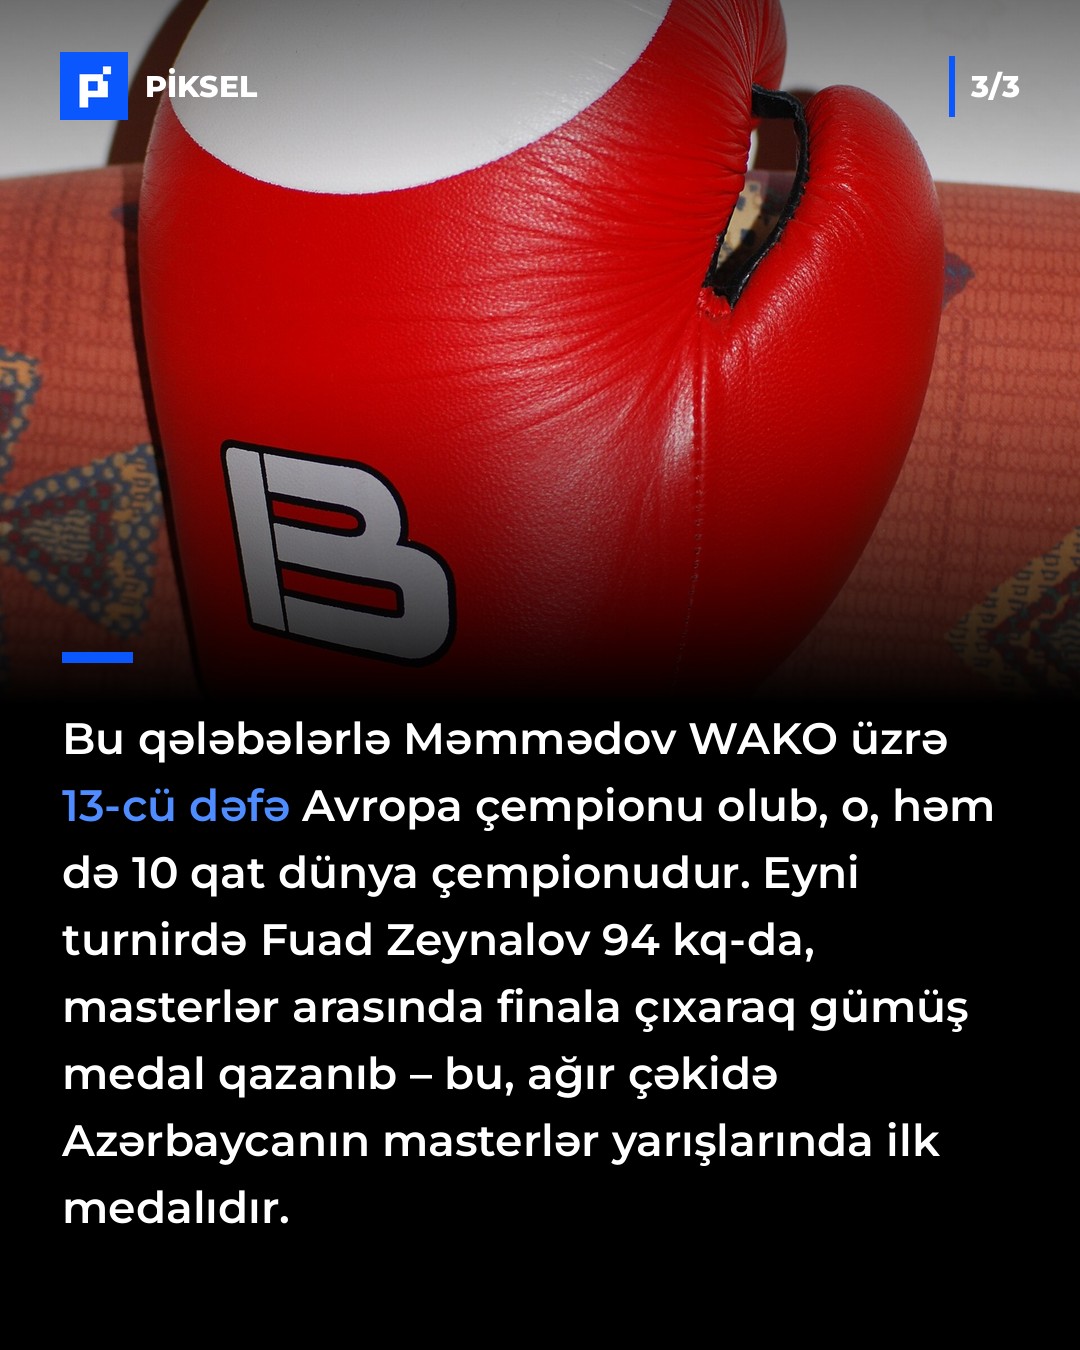 PİKSEL
3/3
B
Bu qələbələrlə Məmmədov WAKO üzrə
13-cü dəfə Avropa çempionu olub, o, həm
də 10 qat dünya çempionudur. Eyni
turnirdə Fuad Zeynalov 94 kq-da,
masterlər arasında finala çıxaraq gümüş
medal qazanıb – bu, ağır çəkidə
Azərbaycanın masterlər yarışlarında ilk
medalıdır.